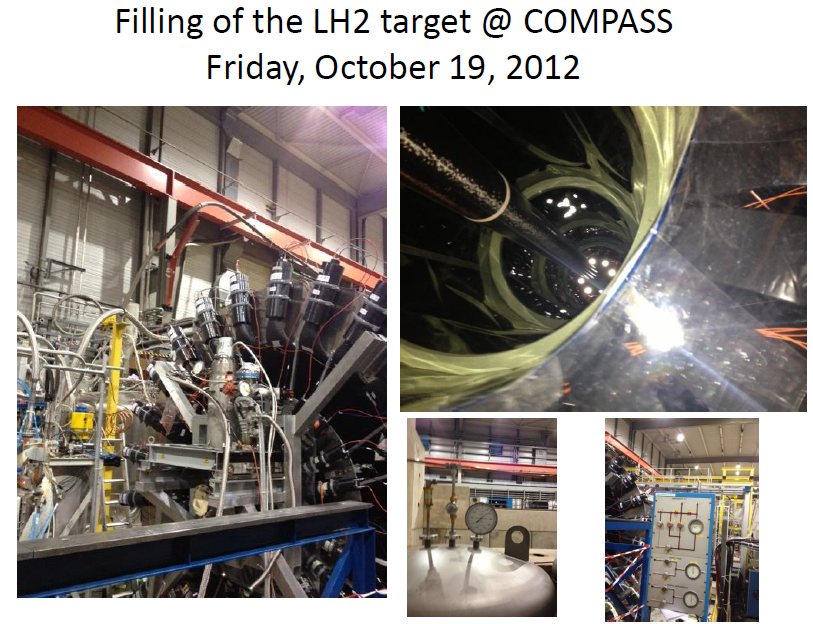 Filling of the LH2 target @ COMPASS
Friday, October 19, 2012